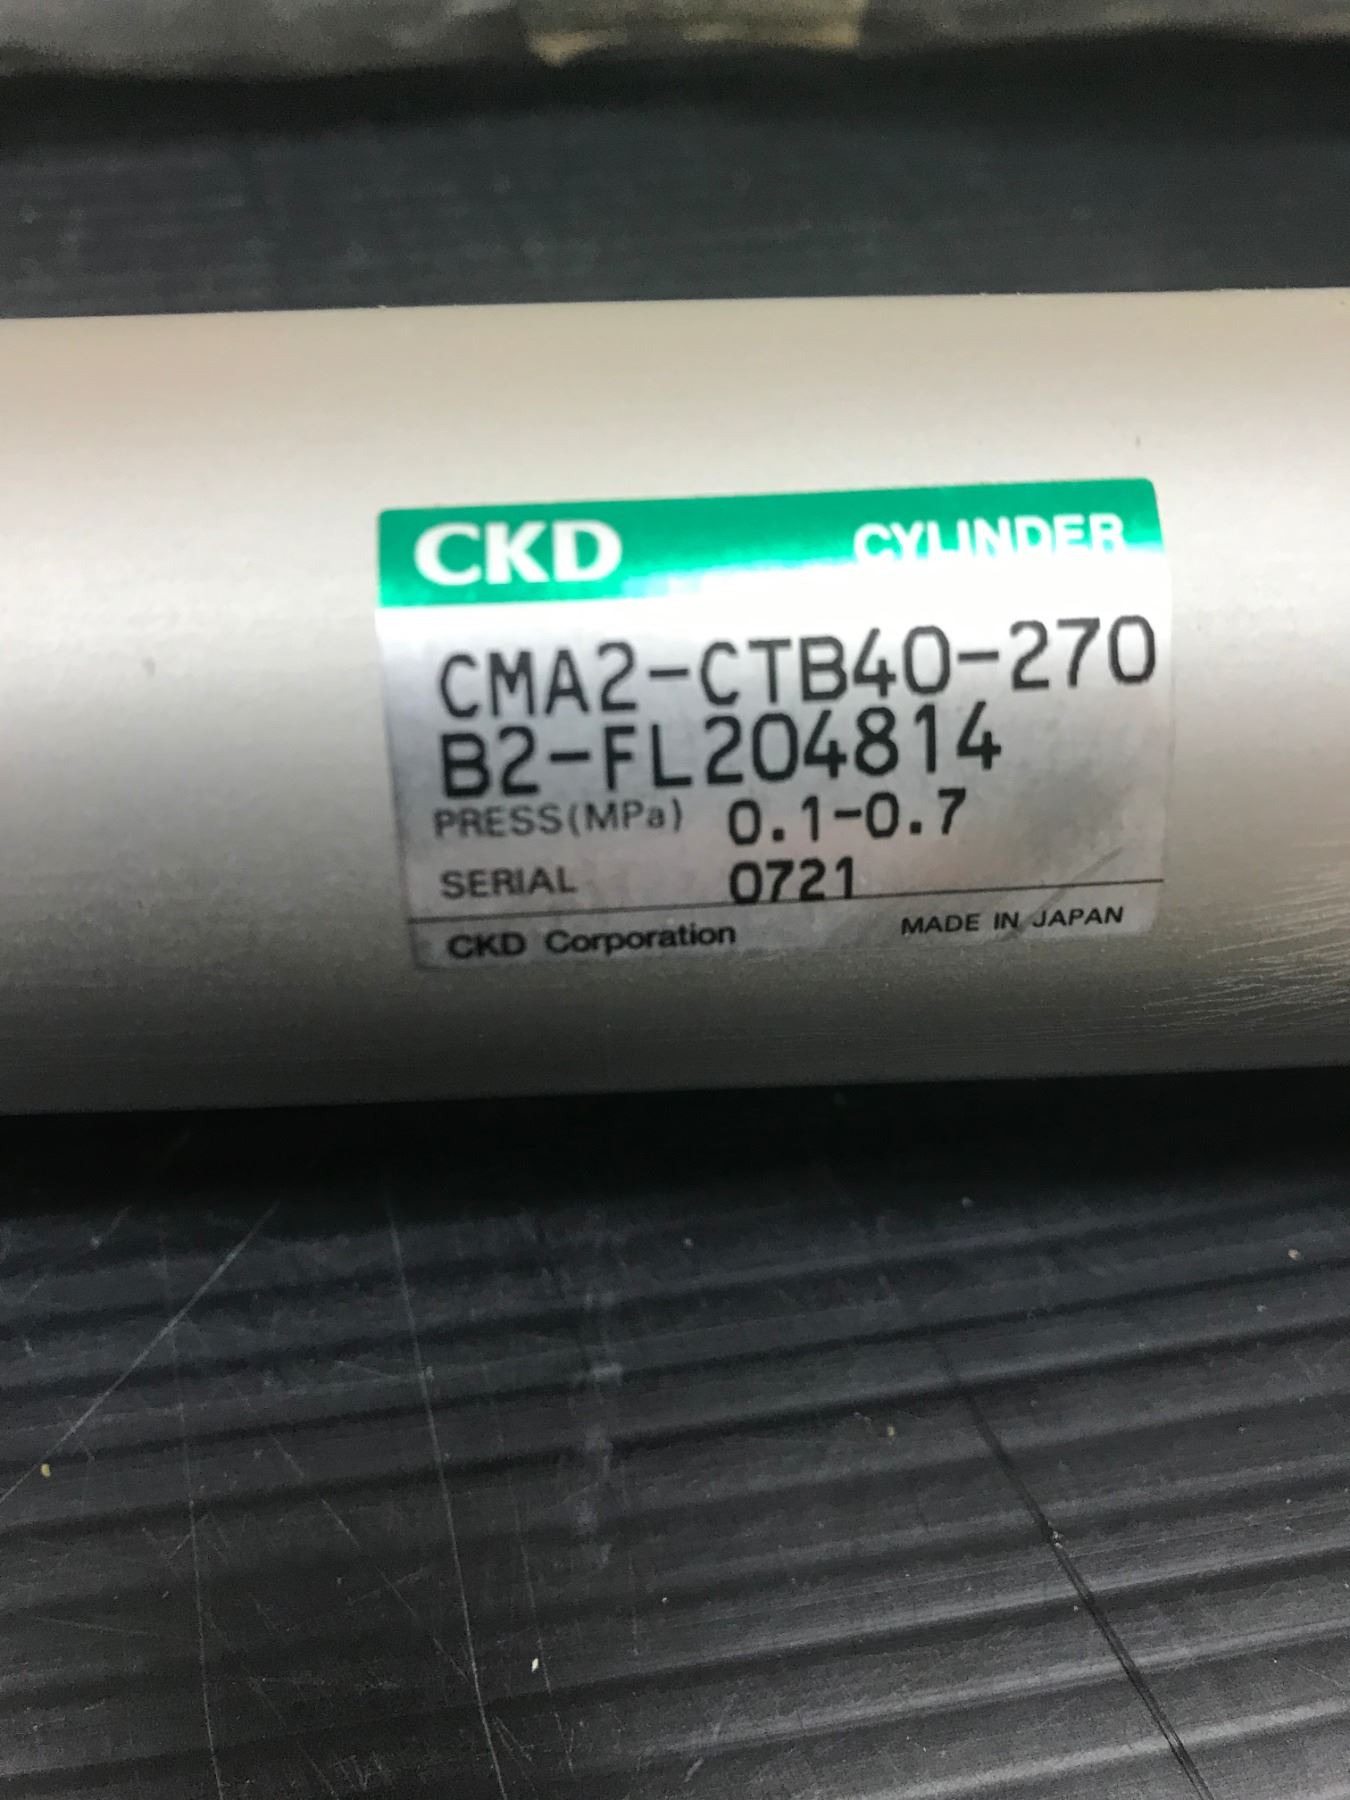 CKD CYLINDER
CMA2-CTB40-270
B2-FL204814
PRESS(MPa) 0.1-0.7
SERIAL 0721
CKD Corporation MADE IN JAPAN